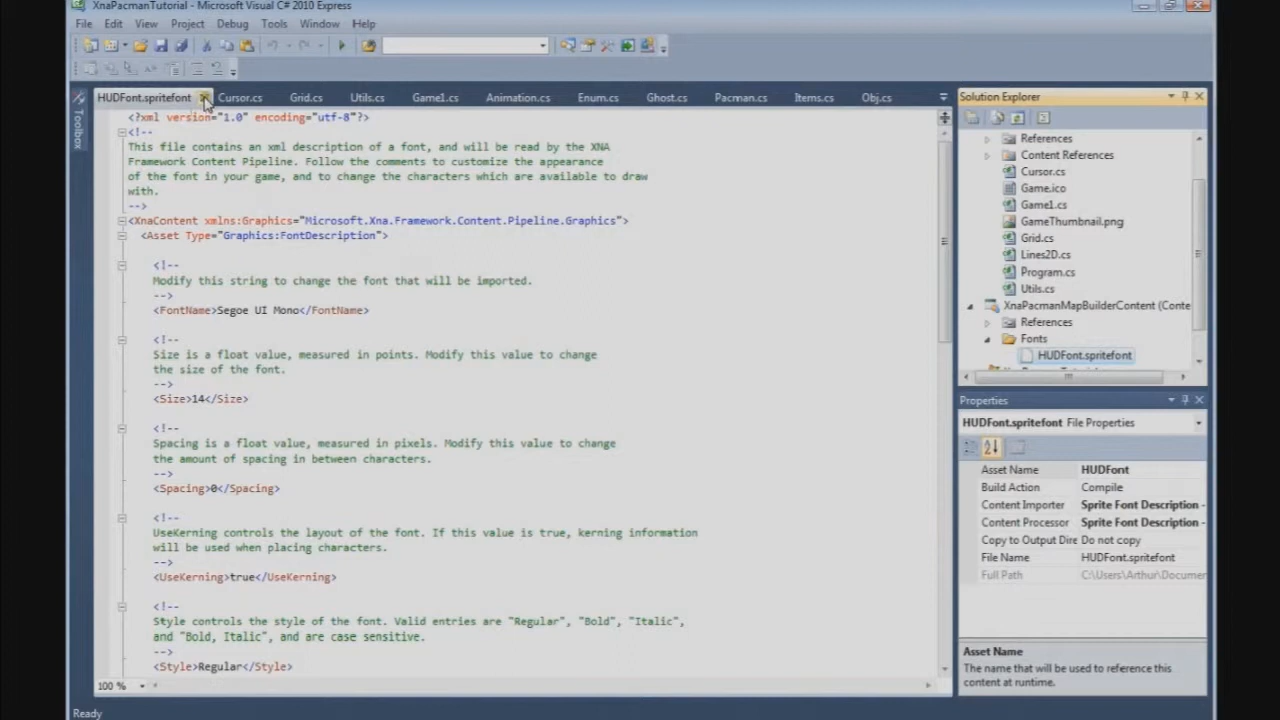 XnaPacmanTutorial - Microsoft Visual C# 2010 Express
File Edit View Project Debug Tools Window Help
HUDFont.spritefont Cursor.cs Grid.cs Utils.cs Game1.cs Animation.cs Enum.cs Ghost.cs Pacman.cs Items.cs Obj.cs
Toolbox
<?xml version="1.0" encoding="utf-8"?>
<!--
This file contains an xml description of a font, and will be read by the XNA
Framework Content Pipeline. Follow the comments to customize the appearance
of the font in your game, and to change the characters which are available to draw
with.
-->
<XnaContent xmlns:Graphics="Microsoft.Xna.Framework.Content.Pipeline.Graphics">
<Asset Type="Graphics:FontDescription">
<!--
Modify this string to change the font that will be imported.
-->
<FontName>Segoe UI Mono</FontName>
<!--
Size is a float value, measured in points. Modify this value to change
the size of the font.
-->
<Size>14</Size>
<!--
Spacing is a float value, measured in pixels. Modify this value to change
the amount of spacing in between characters.
-->
<Spacing>0</Spacing>
<!--
UseKerning controls the layout of the font. If this value is true, kerning information
will be used when placing characters.
-->
<UseKerning>true</UseKerning>
<!--
Style controls the style of the font. Valid entries are "Regular", "Bold", "Italic",
and "Bold, Italic", and are case sensitive.
-->
<Style>Regular</Style>
100 %
Ready
Solution Explorer
References
Content References
Cursor.cs
Game.ico
Game1.cs
GameThumbnail.png
Grid.cs
Lines2D.cs
Program.cs
Utils.cs
XnaPacmanMapBuilderContent (Conte
References
Fonts
HUDFont.spritefont
Properties
HUDFont.spritefont File Properties
Asset Name HUDFont
Build Action Compile
Content Importer Sprite Font Description -
Content Processor Sprite Font Description -
Copy to Output Dire Do not copy
File Name HUDFont.spritefont
Full Path C:\Users\Arthur\Documen
Asset Name
The name that will be used to reference this
content at runtime.